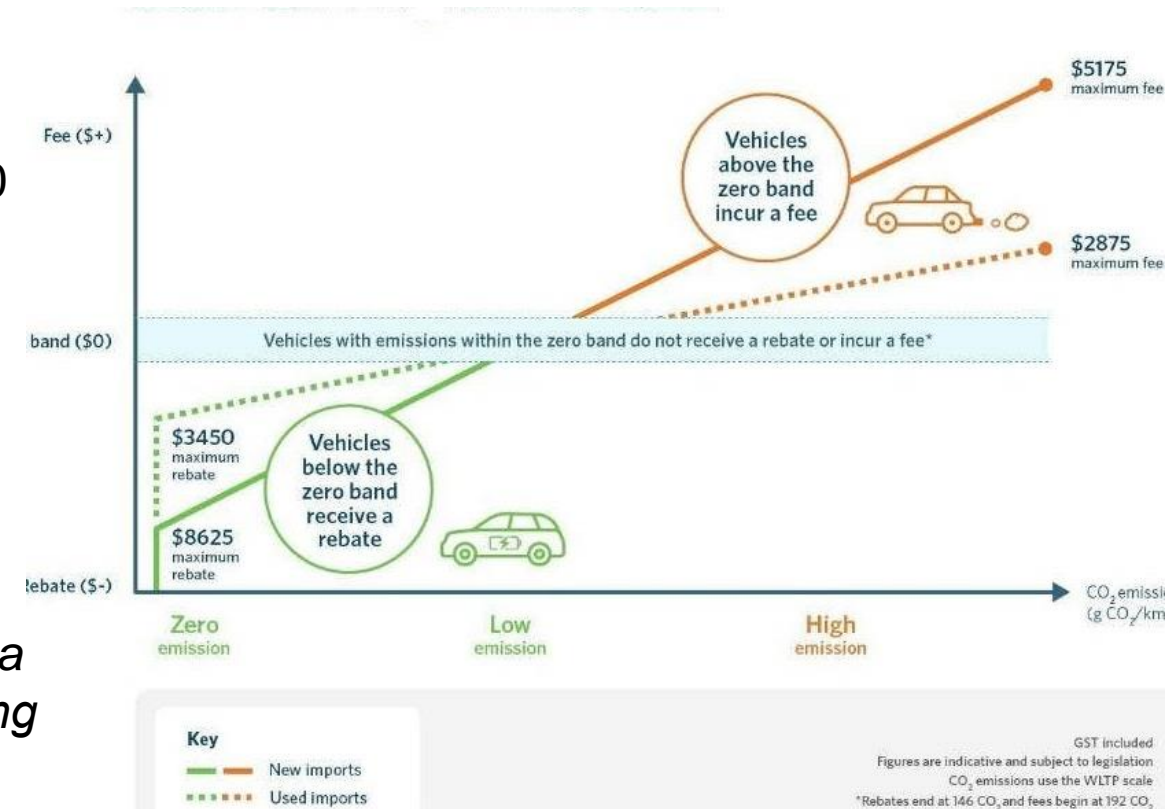 Fee ($+)
band ($0)
$5175
maximum fee
Vehicles
above the
zero band
incur a fee
$2875
maximum fee
Vehicles with emissions within the zero band do not receive a rebate or incur a fee*
$3450
maximum
rebate
Vehicles
below the
zero band
receive a
rebate
$8625
maximum
rebate
($-)
CO₂
(g CO₂/km
Zero
emission
Low
emission
High
emission
a
Key
New imports
Used imports
GST included
Figures are indicative and subject to legislation
CO₂ emissions use the WLTP scale
*Rebates end at 146 CO₂ and fees begin at 192 CO₂